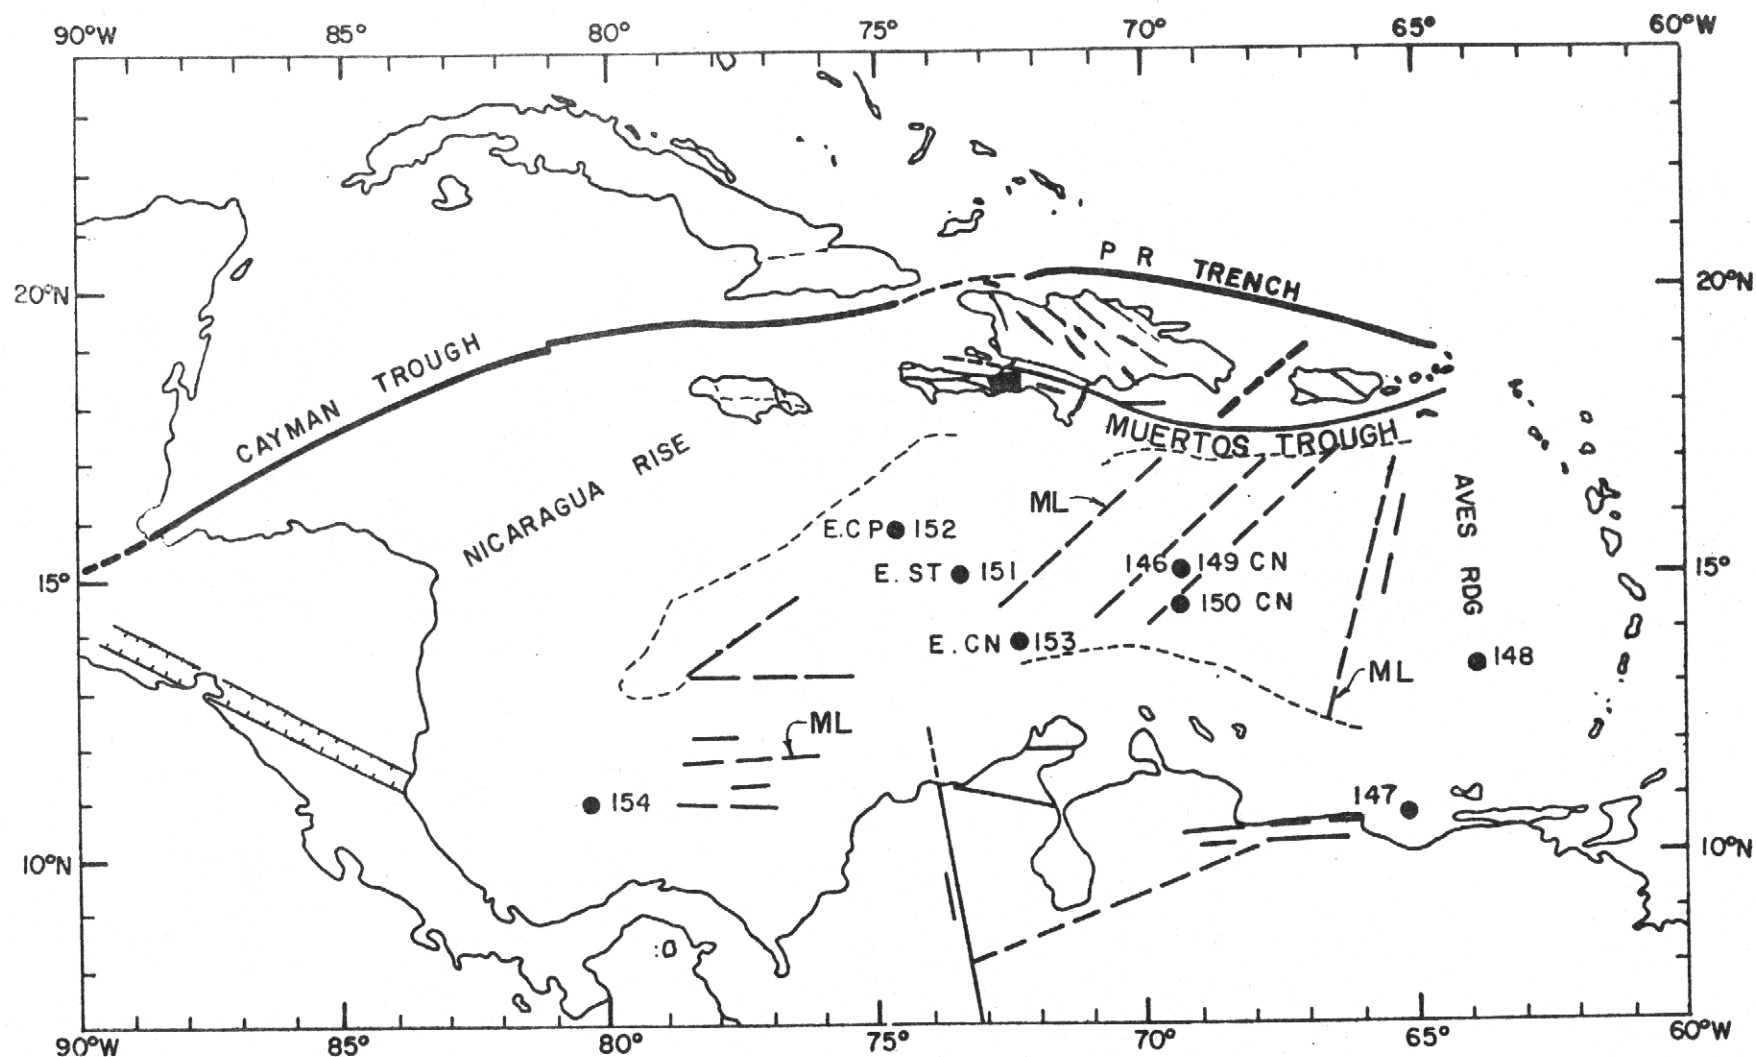 90°W 85° 80° 75° 70° 65° 60°W
P R TRENCH
20°N 20°N
CAYMAN TROUGH
MUERTOS TROUGH
NICARAGUA RISE
AVES RDG
ML
E.CP 152
146 149 CN
E. ST 151
15° 15°
150 CN
E. CN 153
148
ML
ML
154
147
10°N 10°N
90°W 85° 80° 75° 70° 65° 60°W